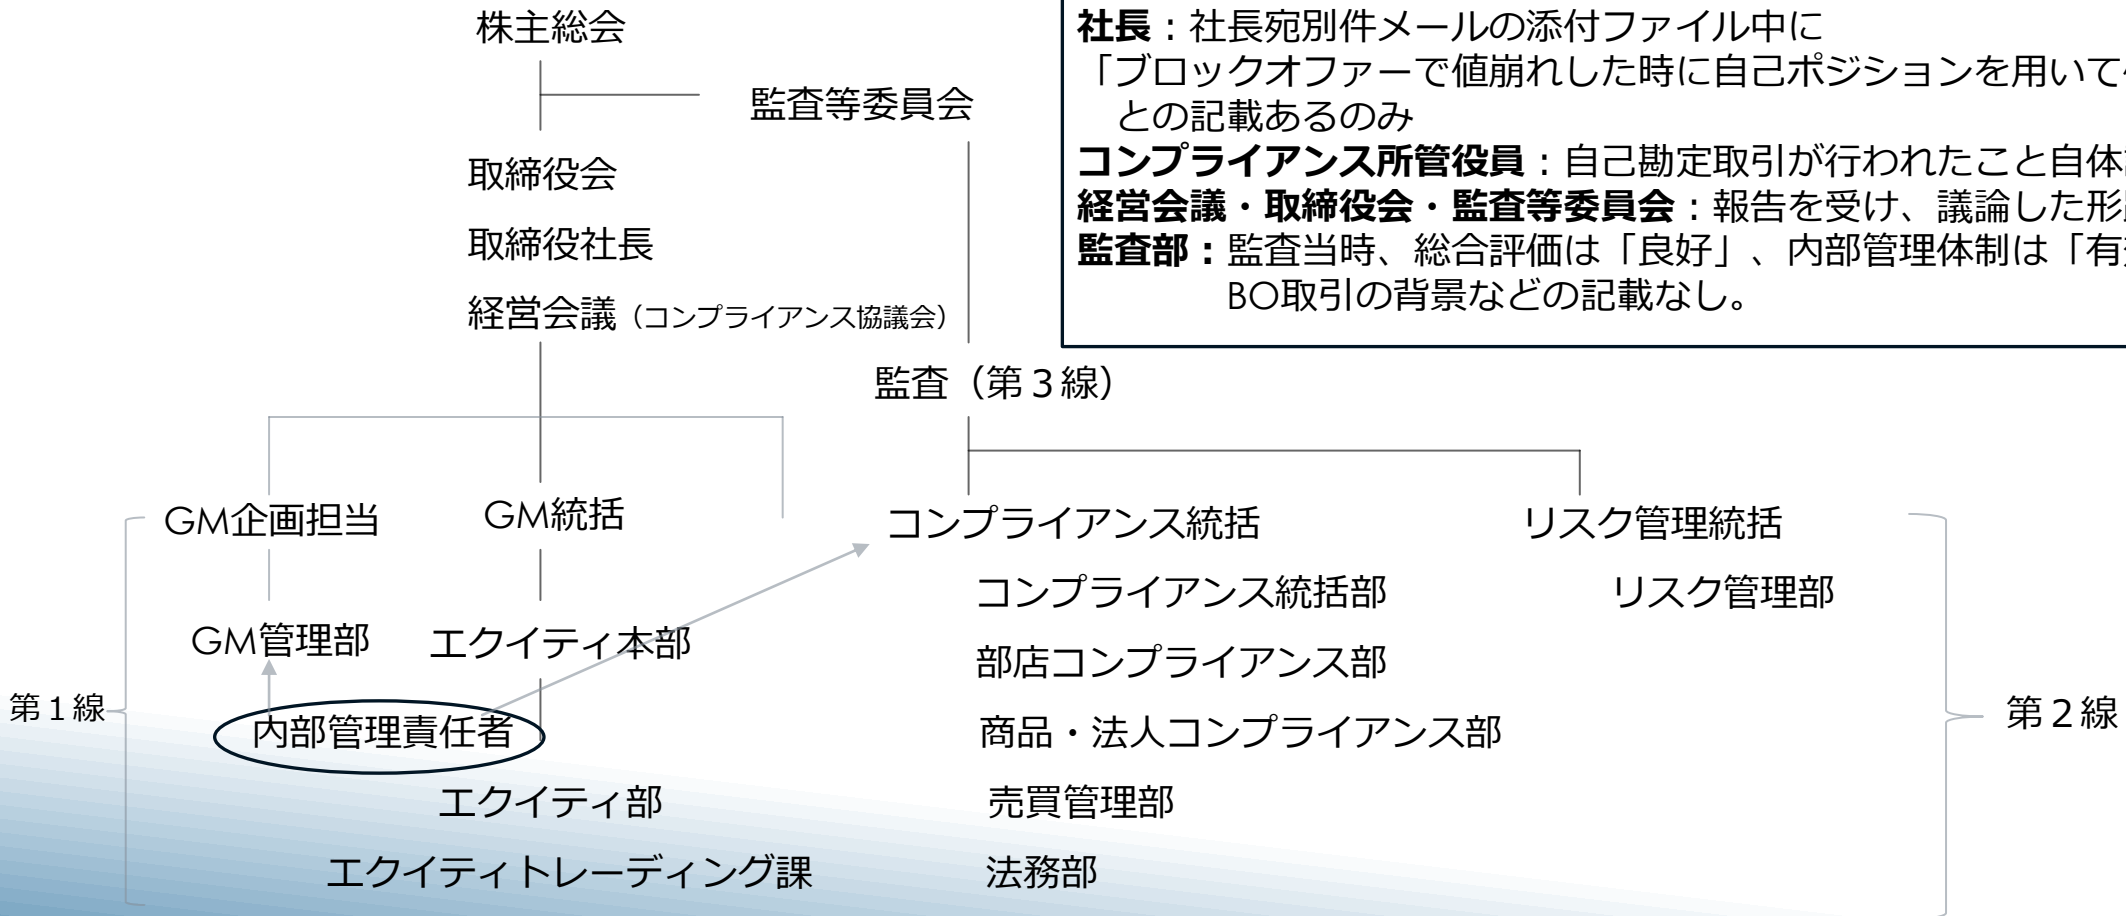 株主総会
監査等委員会
取締役会
取締役社長
経営会議（コンプライアンス協議会）
社長：社長宛別件メールの添付ファイル中に
「ブロックオファーで値崩れした時に自己ポジションを用いて
との記載あるのみ
コンプライアンス所管役員：自己勘定取引が行われたこと自体
経営会議・取締役会・監査等委員会：報告を受け、議論した形
監査部：監査当時、総合評価は「良好」、内部管理体制は「有
BO取引の背景などの記載なし。
監査（第３線）
GM企画担当
GM統括
コンプライアンス統括
リスク管理統括
コンプライアンス統括部
リスク管理部
GM管理部
エクイティ本部
部店コンプライアンス部
第１線
内部管理責任者
商品・法人コンプライアンス部
第２線
エクイティ部
売買管理部
エクイティトレーディング課
法務部